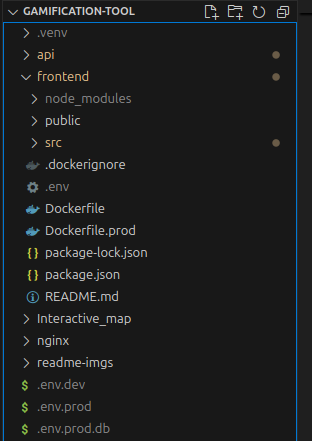 GAMIFICATION-TOOL
.venv
api
frontend
node_modules
public
src
.dockerignore
.env
Dockerfile
Dockerfile.prod
package-lock.json
package.json
README.md
Interactive_map
nginx
readme-imgs
.env.dev
.env.prod
.env.prod.db